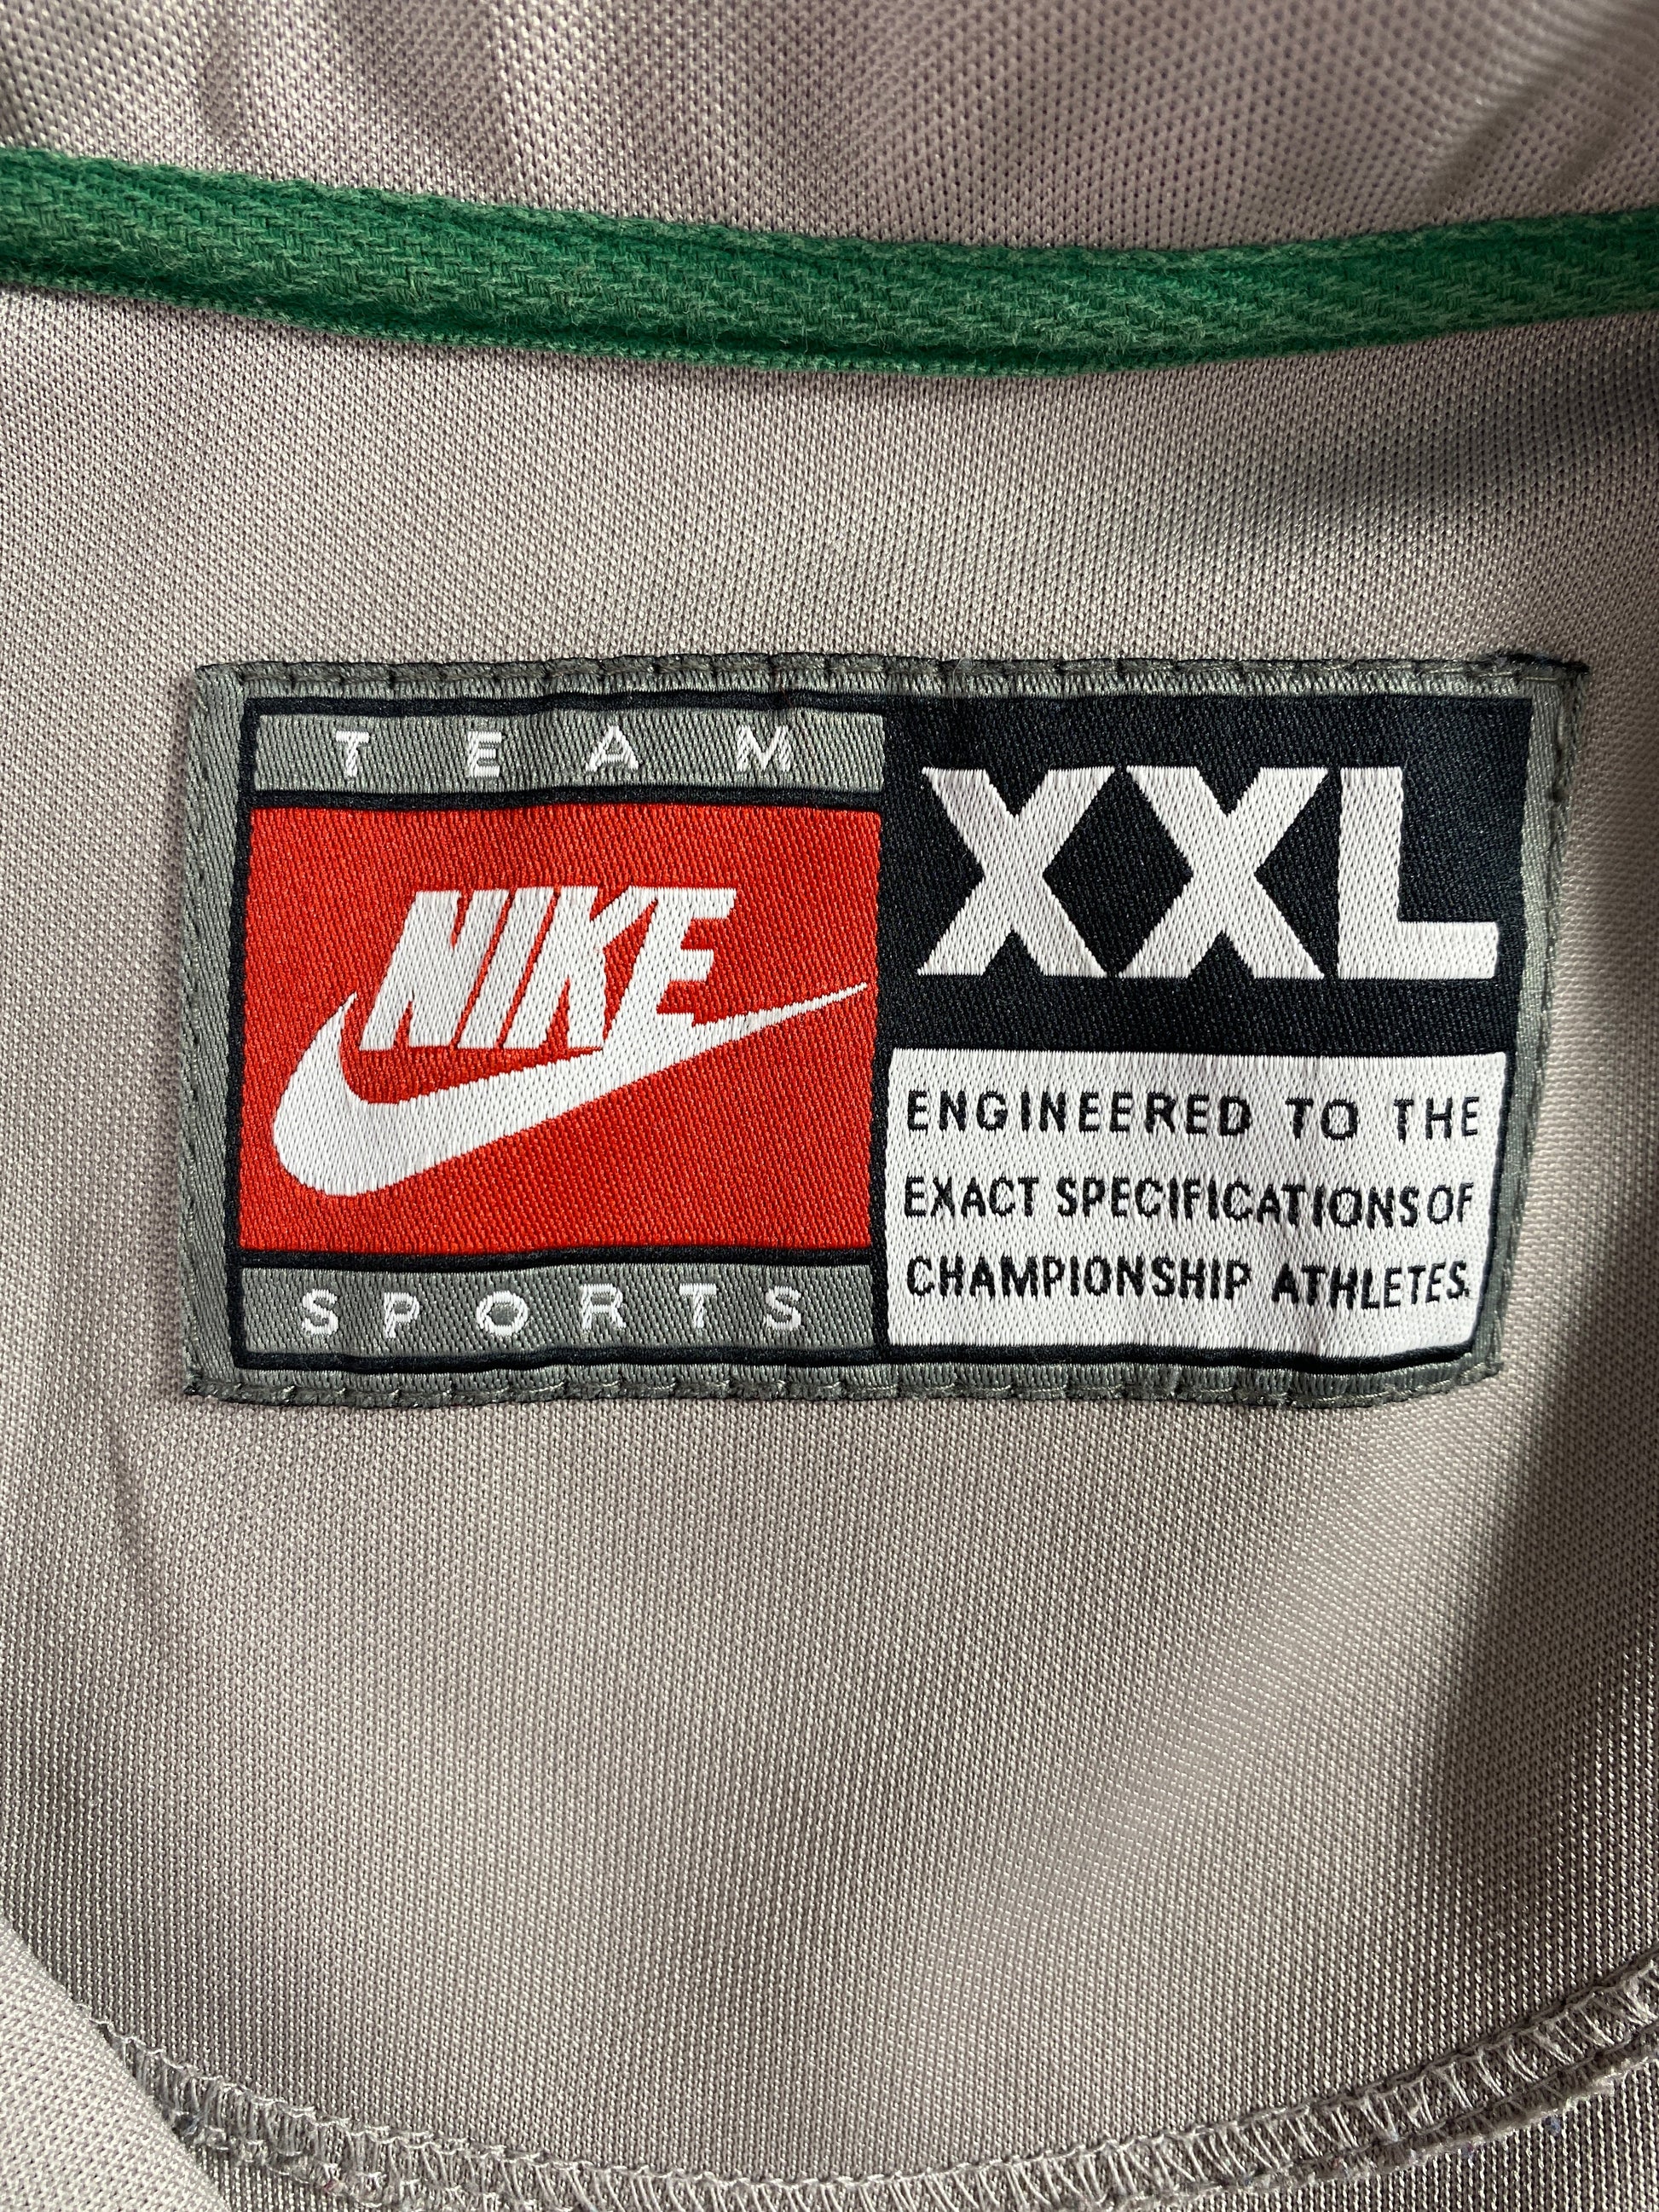 TEAM
NIKE
SPORTS
XXL
ENGINEERED TO THE
EXACT SPECIFICATIONS OF
CHAMPIONSHIP ATHLETES.